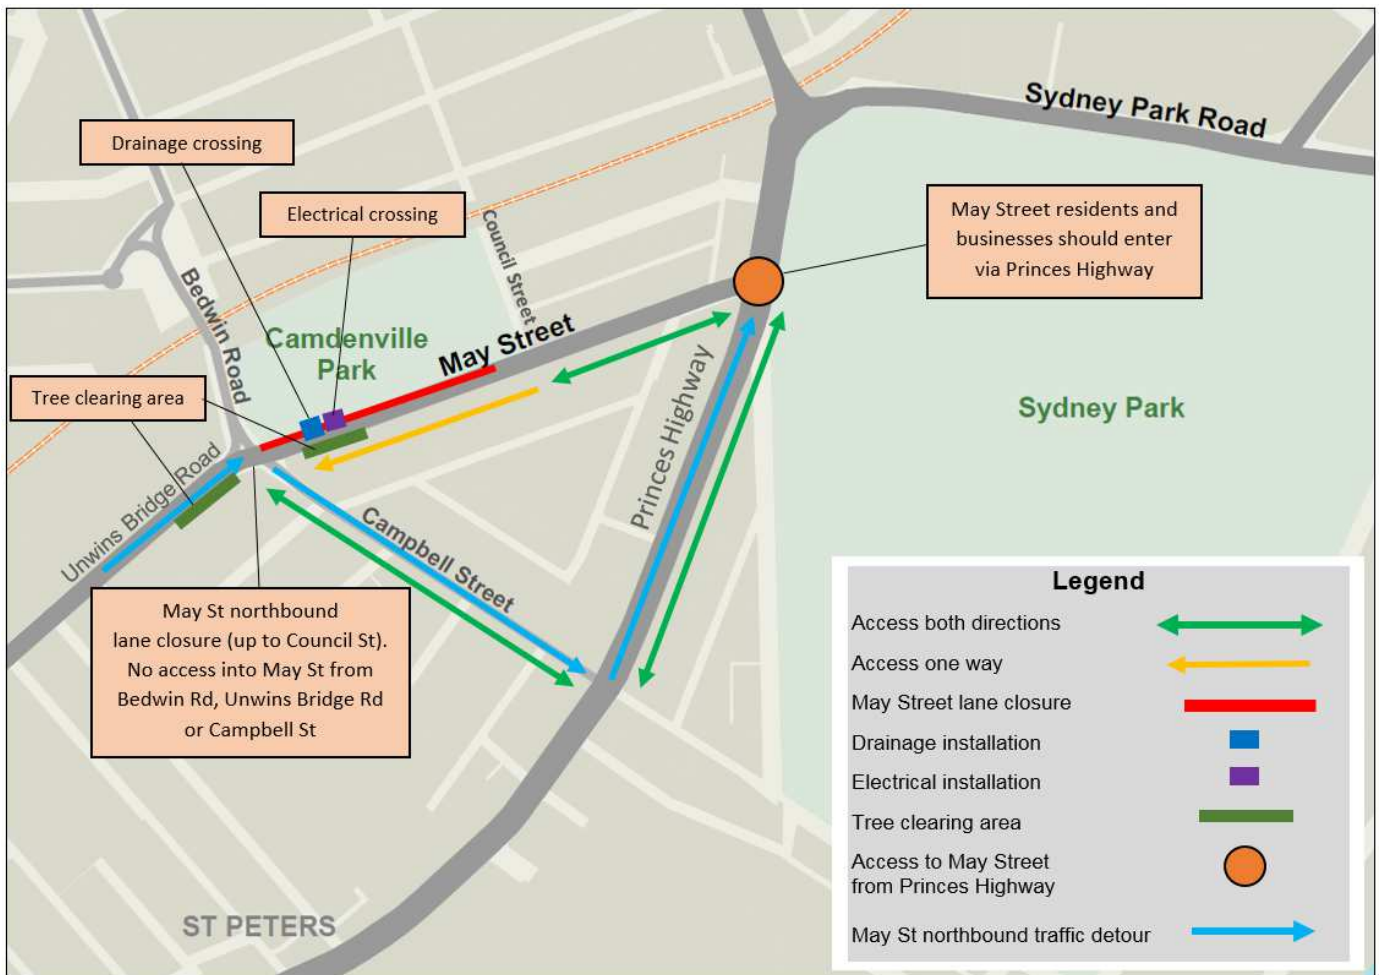 Sydney Park Road
Drainage crossing
Electrical crossing
Council Street
May Street residents and
businesses should enter
via Princes Highway
Bedwin Road
Camdenville
Park
May Street
Princes Highway
Tree clearing area
Sydney Park
Unwins Bridge Road
Campbell Street
May St northbound
lane closure (up to Council St).
No access into May St from
Bedwin Rd, Unwins Bridge Rd
or Campbell St
ST PETERS
Legend
Access both directions
Access one way
May Street lane closure
Drainage installation
Electrical installation
Tree clearing area
Access to May Street
from Princes Highway
May St northbound traffic detour